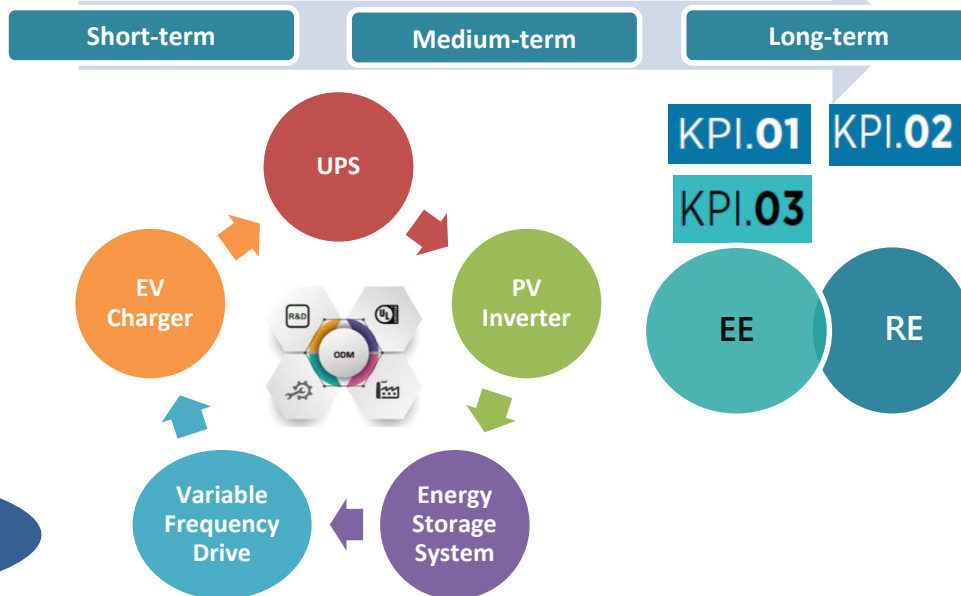 Short-term
Medium-term
Long-term
KPI.01
KPI.02
KPI.03
UPS
EV
Charger
PV
Inverter
R&D
UL
ODM
EE
RE
Variable
Frequency
Drive
Energy
Storage
System